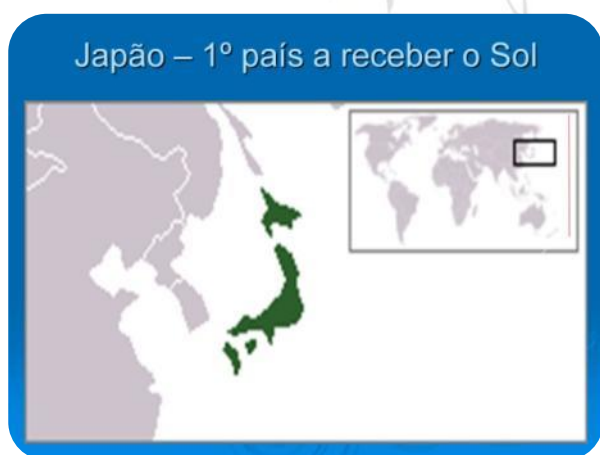 Japão – 1º país a receber o Sol